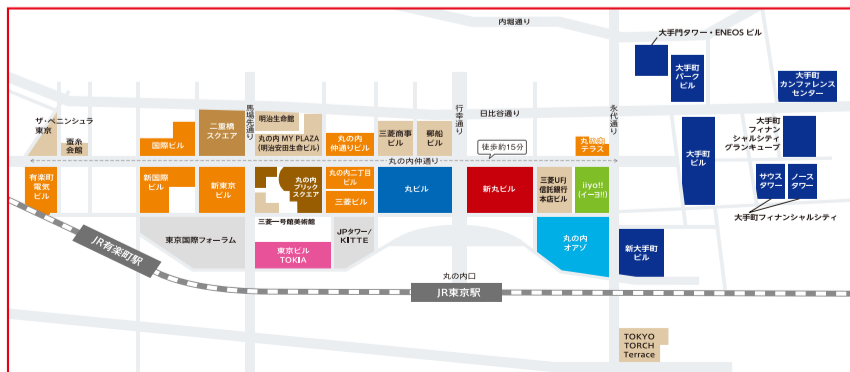 内堀通り
大手門タワー・ENEOS ビル
大手町
パーク
ビル
大手町
カンファレンス
センター
ザ・ペニンシュラ
東京
蚕糸
会館
国際ビル
二重橋
スクエア
馬場先通り
明治生命館
丸の内 MY PLAZA
(明治安田生命ビル)
丸の内
仲通りビル
三菱商事
ビル
郵船
ビル
行幸通り
日比谷通り
徒歩約15分
丸の内
テラス
永代通り
大手町ビル
大手町
フィナン
シャルシティ
グランキューブ
丸の内仲通り
有楽町
電気
ビル
新国際
ビル
新東京
ビル
丸の内
ブリック
スクエア
丸の内二丁目
ビル
三菱ビル
丸ビル
新丸ビル
三菱UFJ
信託銀行
本店ビル
iiyo!!
(イーヨ!!)
サウス
タワー
ノース
タワー
大手町フィナンシャルシティ
三菱一号館美術館
東京国際フォーラム
東京ビル
TOKIA
JPタワー/
KITTE
丸の内
オアゾ
新大手町
ビル
JR有楽町駅
丸の内口
JR東京駅
TOKYO
TORCH
Terrace